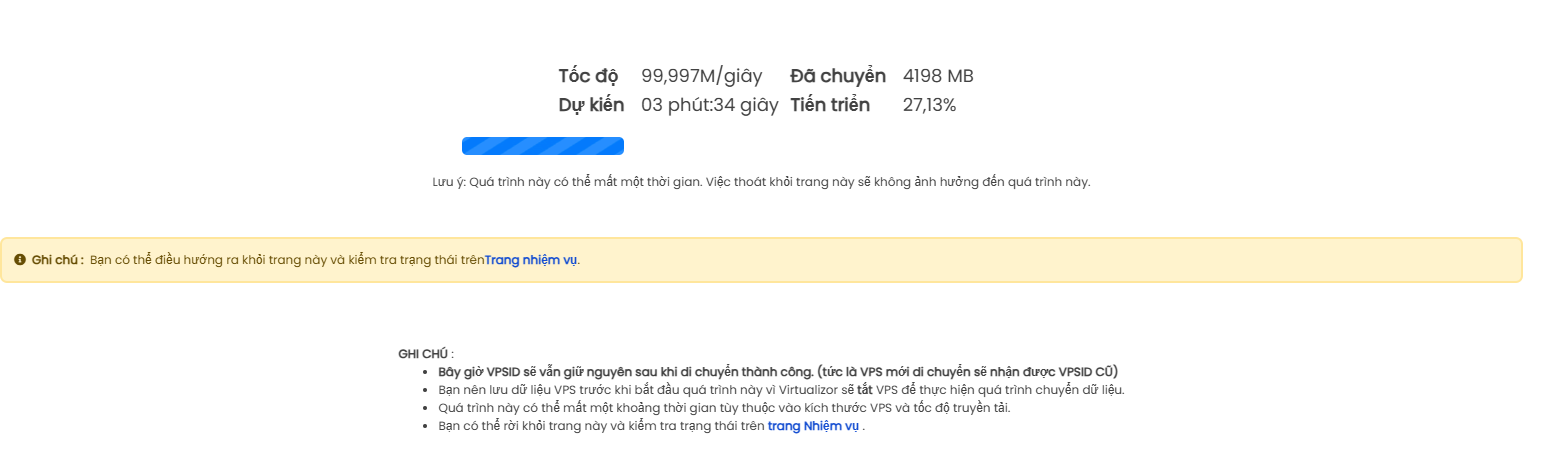 Tốc độ 99,997M/giây Đã chuyển 4198 MB
Dự kiến 03 phút:34 giây Tiến triển 27,13%
Lưu ý: Quá trình này có thể mất một thời gian. Việc thoát khỏi trang này sẽ không ảnh hưởng đến quá trình này.
Ghi chú : Bạn có thể điều hướng ra khỏi trang này và kiểm tra trạng thái trênTrang nhiệm vụ.
GHI CHÚ :
• Bây giờ VPSID sẽ vẫn giữ nguyên sau khi di chuyển thành công. (tức là VPS mới di chuyển sẽ nhận được VPSID CŨ)
• Bạn nên lưu dữ liệu VPS trước khi bắt đầu quá trình này vì Virtualizor sẽ tắt VPS để thực hiện quá trình chuyển dữ liệu.
• Quá trình này có thể mất một khoảng thời gian tùy thuộc vào kích thước VPS và tốc độ truyền tải.
• Bạn có thể rời khỏi trang này và kiểm tra trạng thái trên trang Nhiệm vụ .